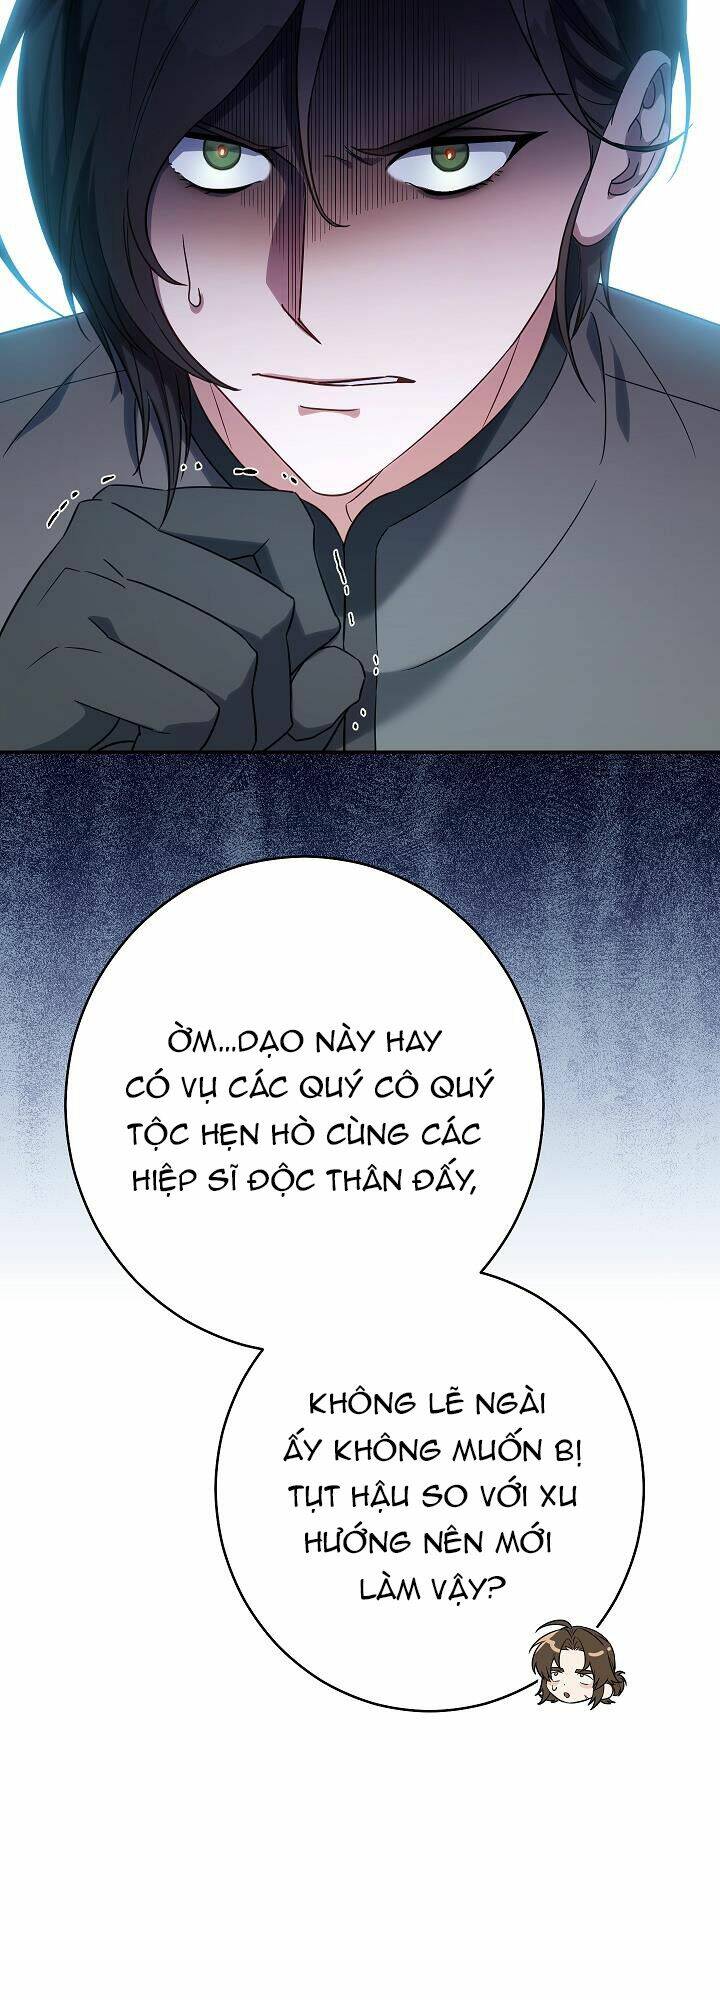 ỜM...DẠO NÀY HAY
CÓ VỤ CÁC QUÝ CÔ QUÝ
TỘC HẸN HÒ CÙNG CÁC
HIỆP SĨ ĐỘC THÂN ĐẤY,
KHÔNG LẼ NGÀI
ẤY KHÔNG MUỐN BỊ
TỤT HẬU SO VỚI XU
HƯỚNG NÊN MỚI
LÀM VẬY?